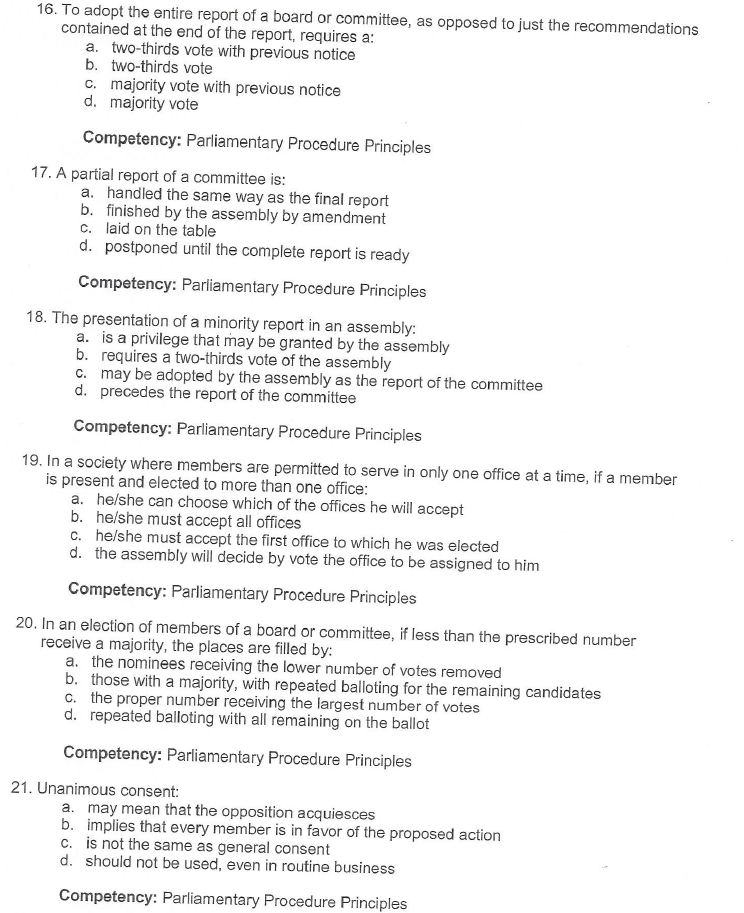 16. To adopt the entire report of a board or committee, as opposed to just the recommendations
contained at the end of the report, requires a:
a. two-thirds vote with previous notice
b. two-thirds vote
c. majority vote with previous notice
d. majority vote
Competency: Parliamentary Procedure Principles
17. A partial report of a committee is:
a. handled the same way as the final report
b. finished by the assembly by amendment
c. laid on the table
d. postponed until the complete report is ready
Competency: Parliamentary Procedure Principles
18. The presentation of a minority report in an assembly:
a. is a privilege that may be granted by the assembly
b. requires a two-thirds vote of the assembly
c. may be adopted by the assembly as the report of the committee
d. precedes the report of the committee
Competency: Parliamentary Procedure Principles
19. In a society where members are permitted to serve in only one office at a time, if a member
is present and elected to more than one office:
a. he/she can choose which of the offices he will accept
b. he/she must accept all offices
c. he/she must accept the first office to which he was elected
d. the assembly will decide by vote the office to be assigned to him
Competency: Parliamentary Procedure Principles
20. In an election of members of a board or committee, if less than the prescribed number
receive a majority, the places are filled by:
a. the nominees receiving the lower number of votes removed
b. those with a majority, with repeated balloting for the remaining candidates
c. the proper number receiving the largest number of votes
d. repeated balloting with all remaining on the ballot
Competency: Parliamentary Procedure Principles
21. Unanimous consent:
a. may mean that the opposition acquiesces
b. implies that every member is in favor of the proposed action
c. is not the same as general consent
d. should not be used, even in routine business
Competency: Parliamentary Procedure Principles